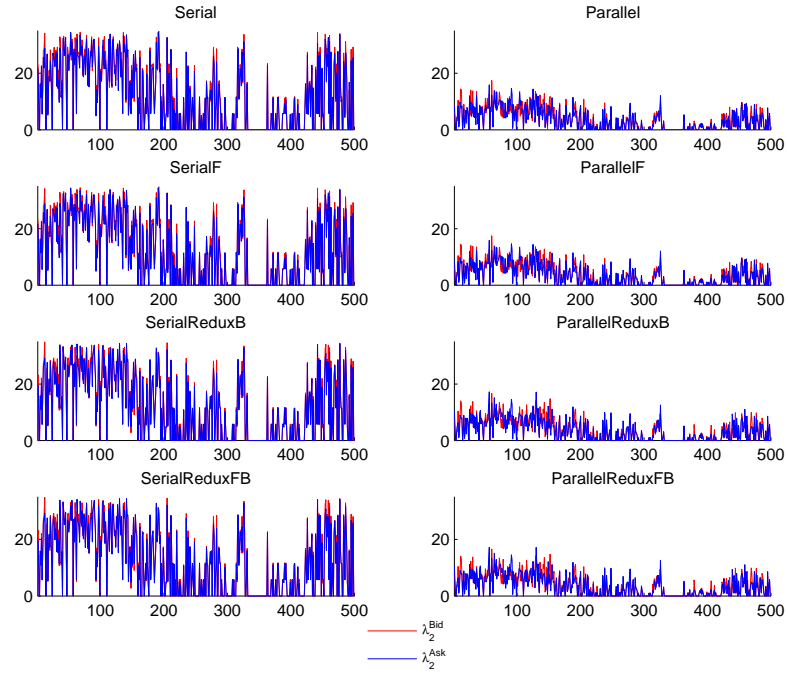 Serial Parallel
20 20
0 0
100 200 300 400 500 100 200 300 400 500
SerialF ParallelF
20 20
0 0
100 200 300 400 500 100 200 300 400 500
SerialReduxB ParallelReduxB
20 20
0 0
100 200 300 400 500 100 200 300 400 500
SerialReduxFB ParallelReduxFB
20 20
0 0
100 200 300 400 500 100 200 300 400 500
λ₂^Bid
λ₂^Ask